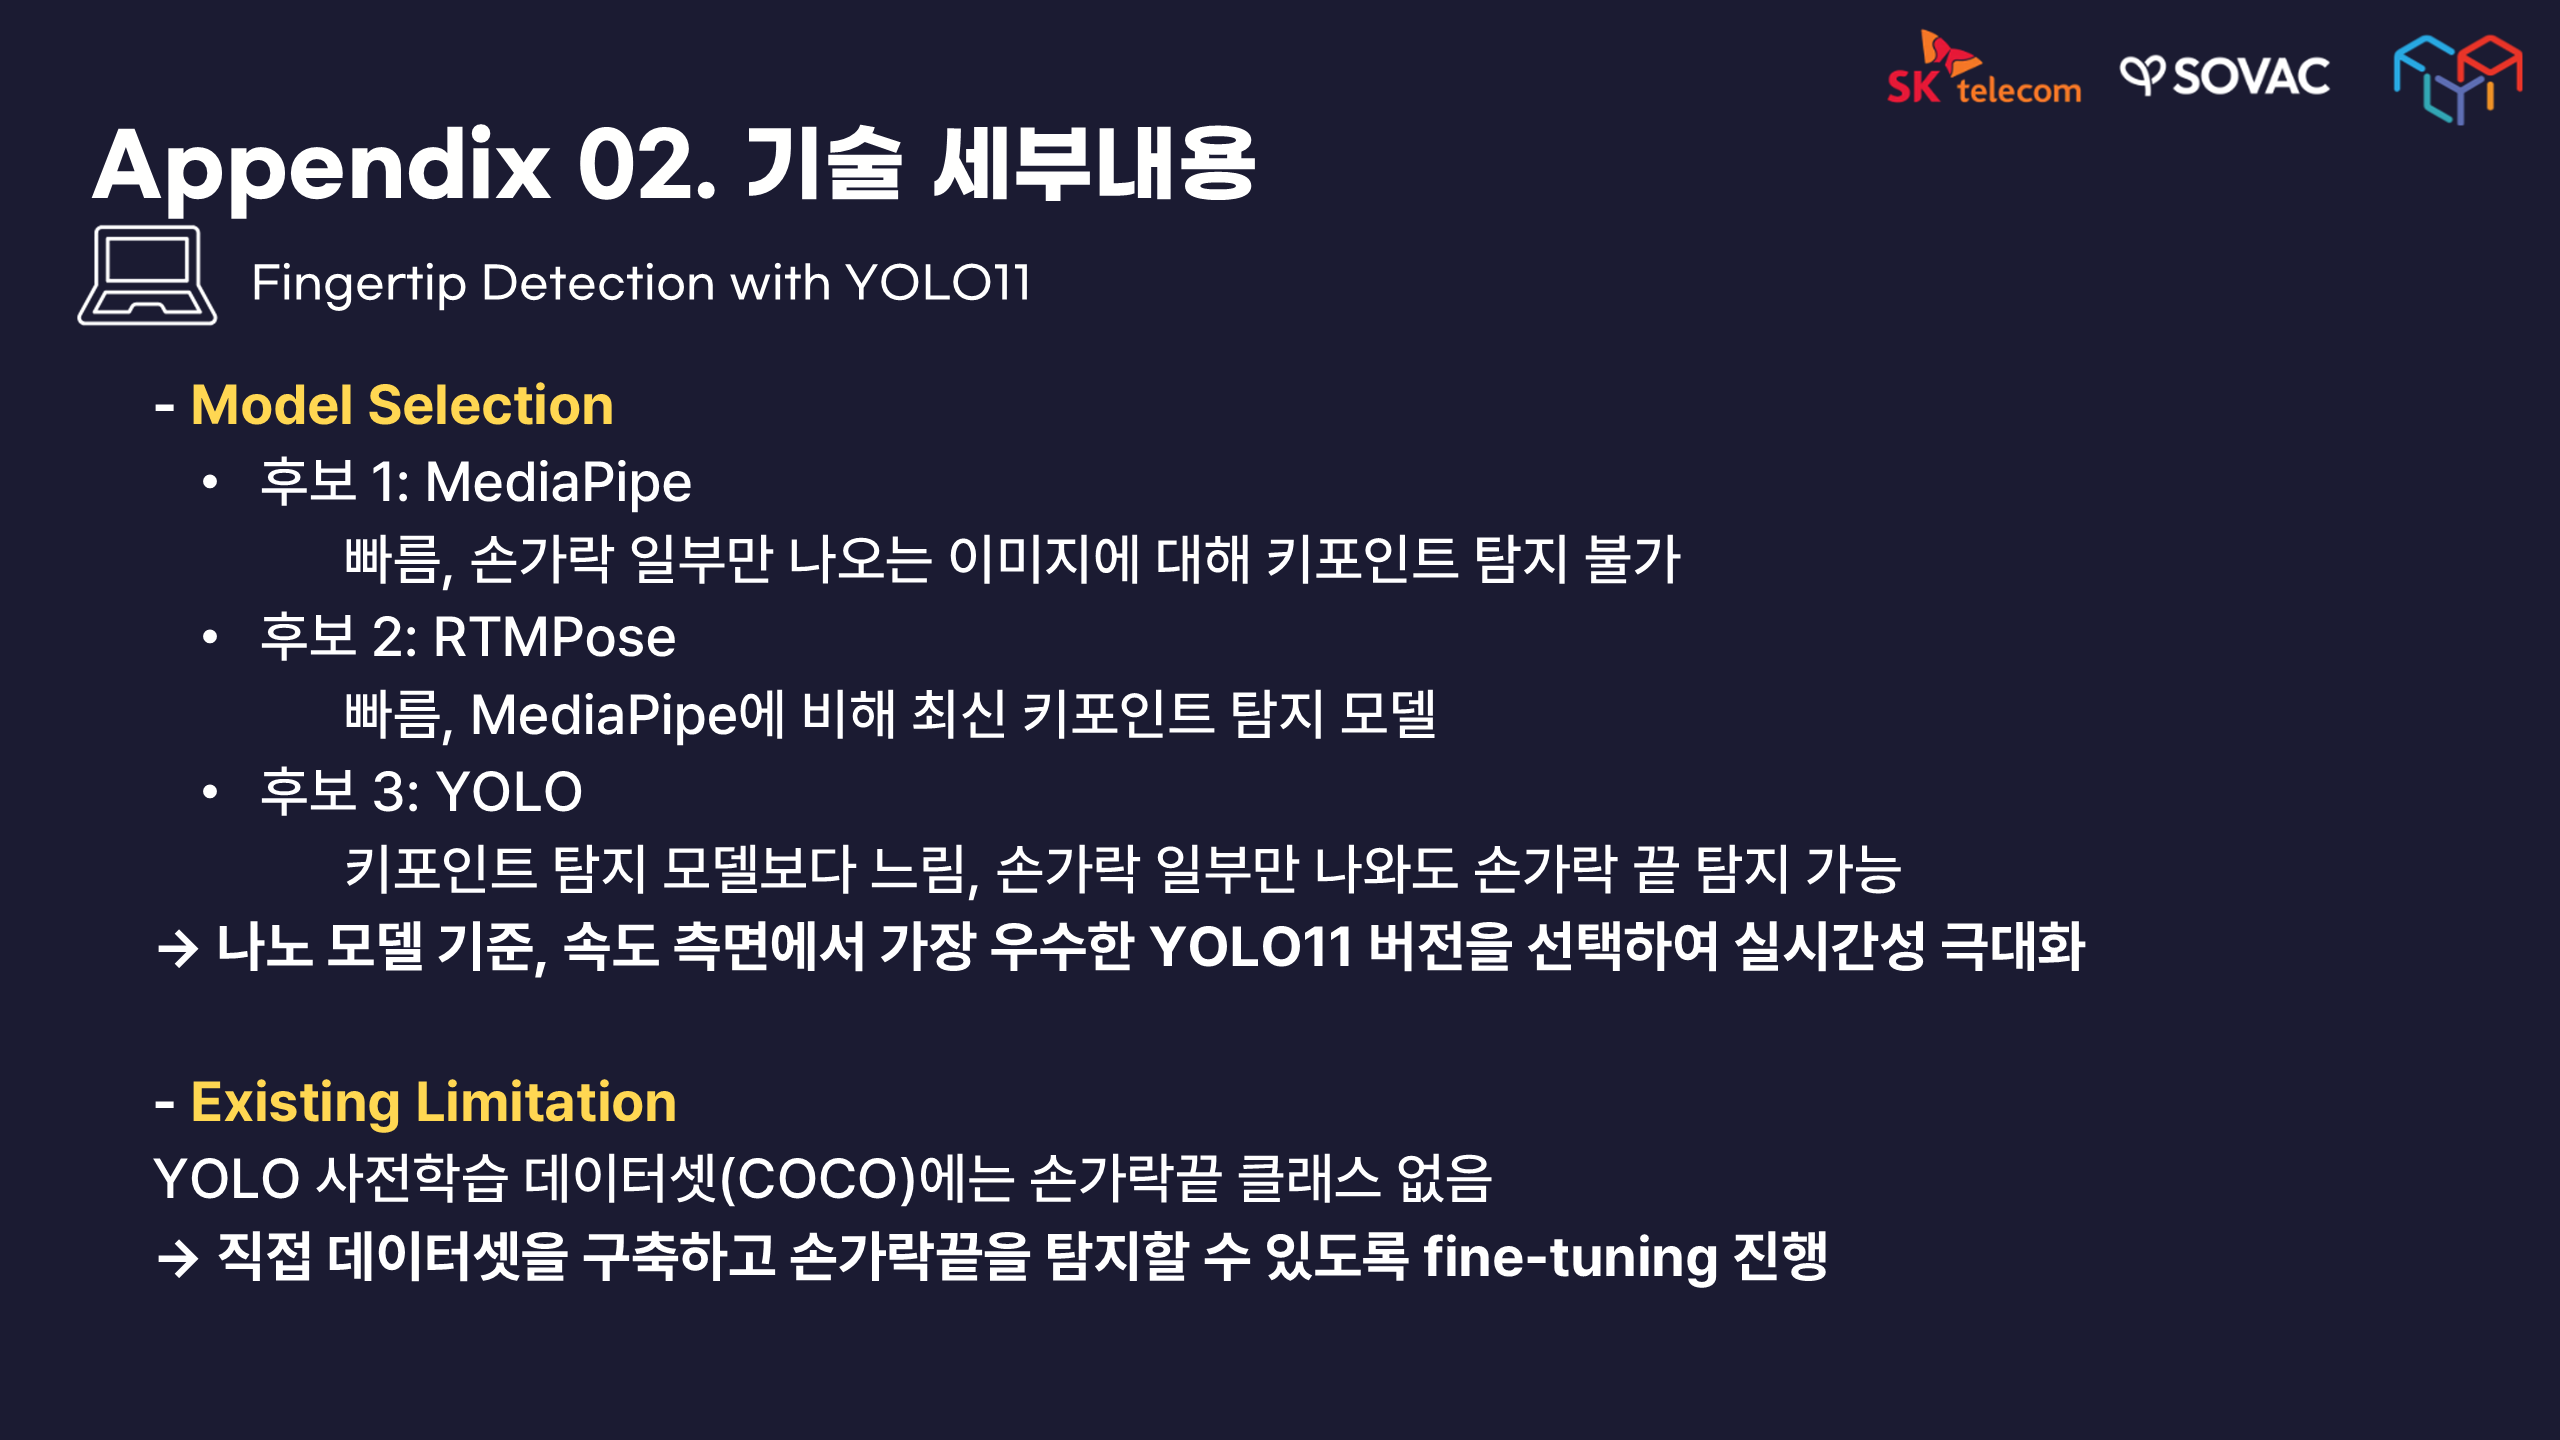 SK telecom
SOVAC
Appendix 02. 기술 세부내용
Fingertip Detection with YOLO11
- Model Selection
• 후보 1: MediaPipe
빠름, 손가락 일부만 나오는 이미지에 대해 키포인트 탐지 불가
• 후보 2: RTMPose
빠름, MediaPipe에 비해 최신 키포인트 탐지 모델
• 후보 3: YOLO
키포인트 탐지 모델보다 느림, 손가락 일부만 나와도 손가락 끝 탐지 가능
→ 나노 모델 기준, 속도 측면에서 가장 우수한 YOLO11 버전을 선택하여 실시간성 극대화
- Existing Limitation
YOLO 사전학습 데이터셋(COCO)에는 손가락끝 클래스 없음
→ 직접 데이터셋을 구축하고 손가락끝을 탐지할 수 있도록 fine-tuning 진행